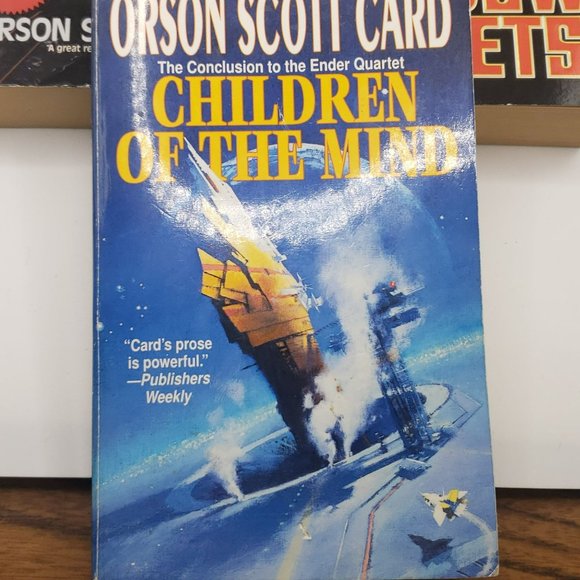 ORSON SCOTT CARD
The Conclusion to the Ender Quartet
CHILDREN
OF THE MIND
"Card's prose
is powerful."
—Publishers
Weekly
RSON S
"A great re
ETS